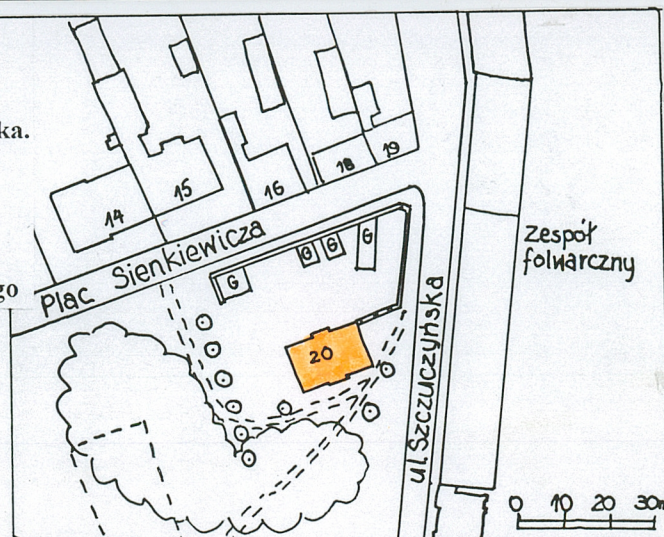 ka.
14
15
16
18
19
Plac Sienkiewicza
go
G
G
G
G
20
ul. Szczuczyńska
zespół
folwarczny
0 10 20 30m